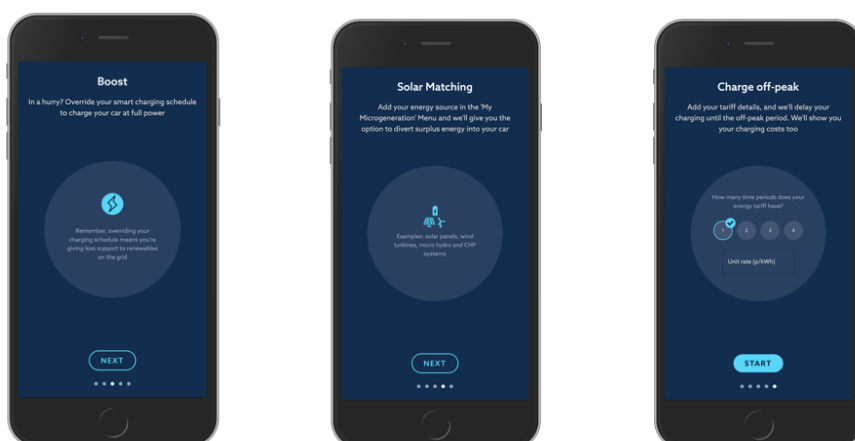 Boost
In a hurry? Override your smart charging schedule
to charge your car at full power
Remember, overriding your
charging schedule means you're
giving less support to renewables
on the grid
NEXT
Solar Matching
Add your energy source in the 'My
Microgeneration' Menu and we'll give you the
option to divert surplus energy into your car
Examples: solar panels, wind
turbines, micro hydro and CHP
systems
NEXT
Charge off-peak
Add your tariff details, and we'll delay your
charging until the off-peak period. We'll show you
your charging costs too
How many time periods does your
energy tariff have?
1 2 3 4
Unit rate (p/kWh)
START